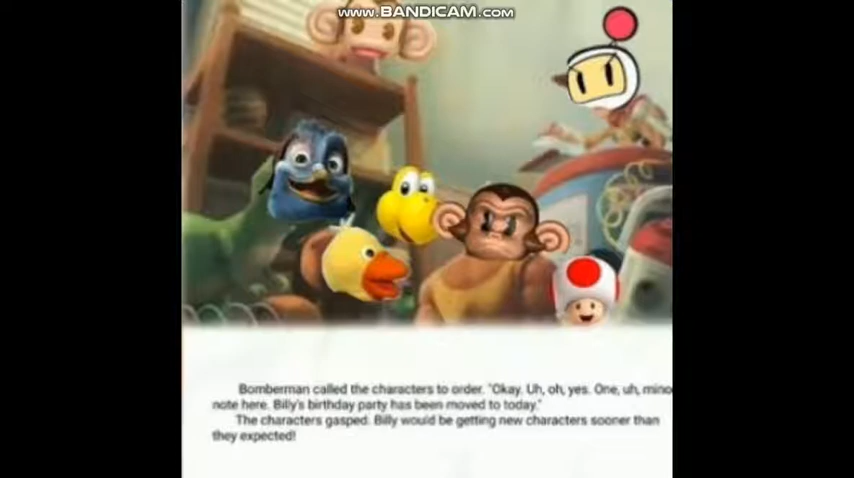 www.BANDICAM.com
Bomberman called the characters to order. "Okay. Uh, oh, yes. One, uh, mino
note here. Billy's birthday party has been moved to today."
The characters gasped. Billy would be getting new characters sooner than
they expected!